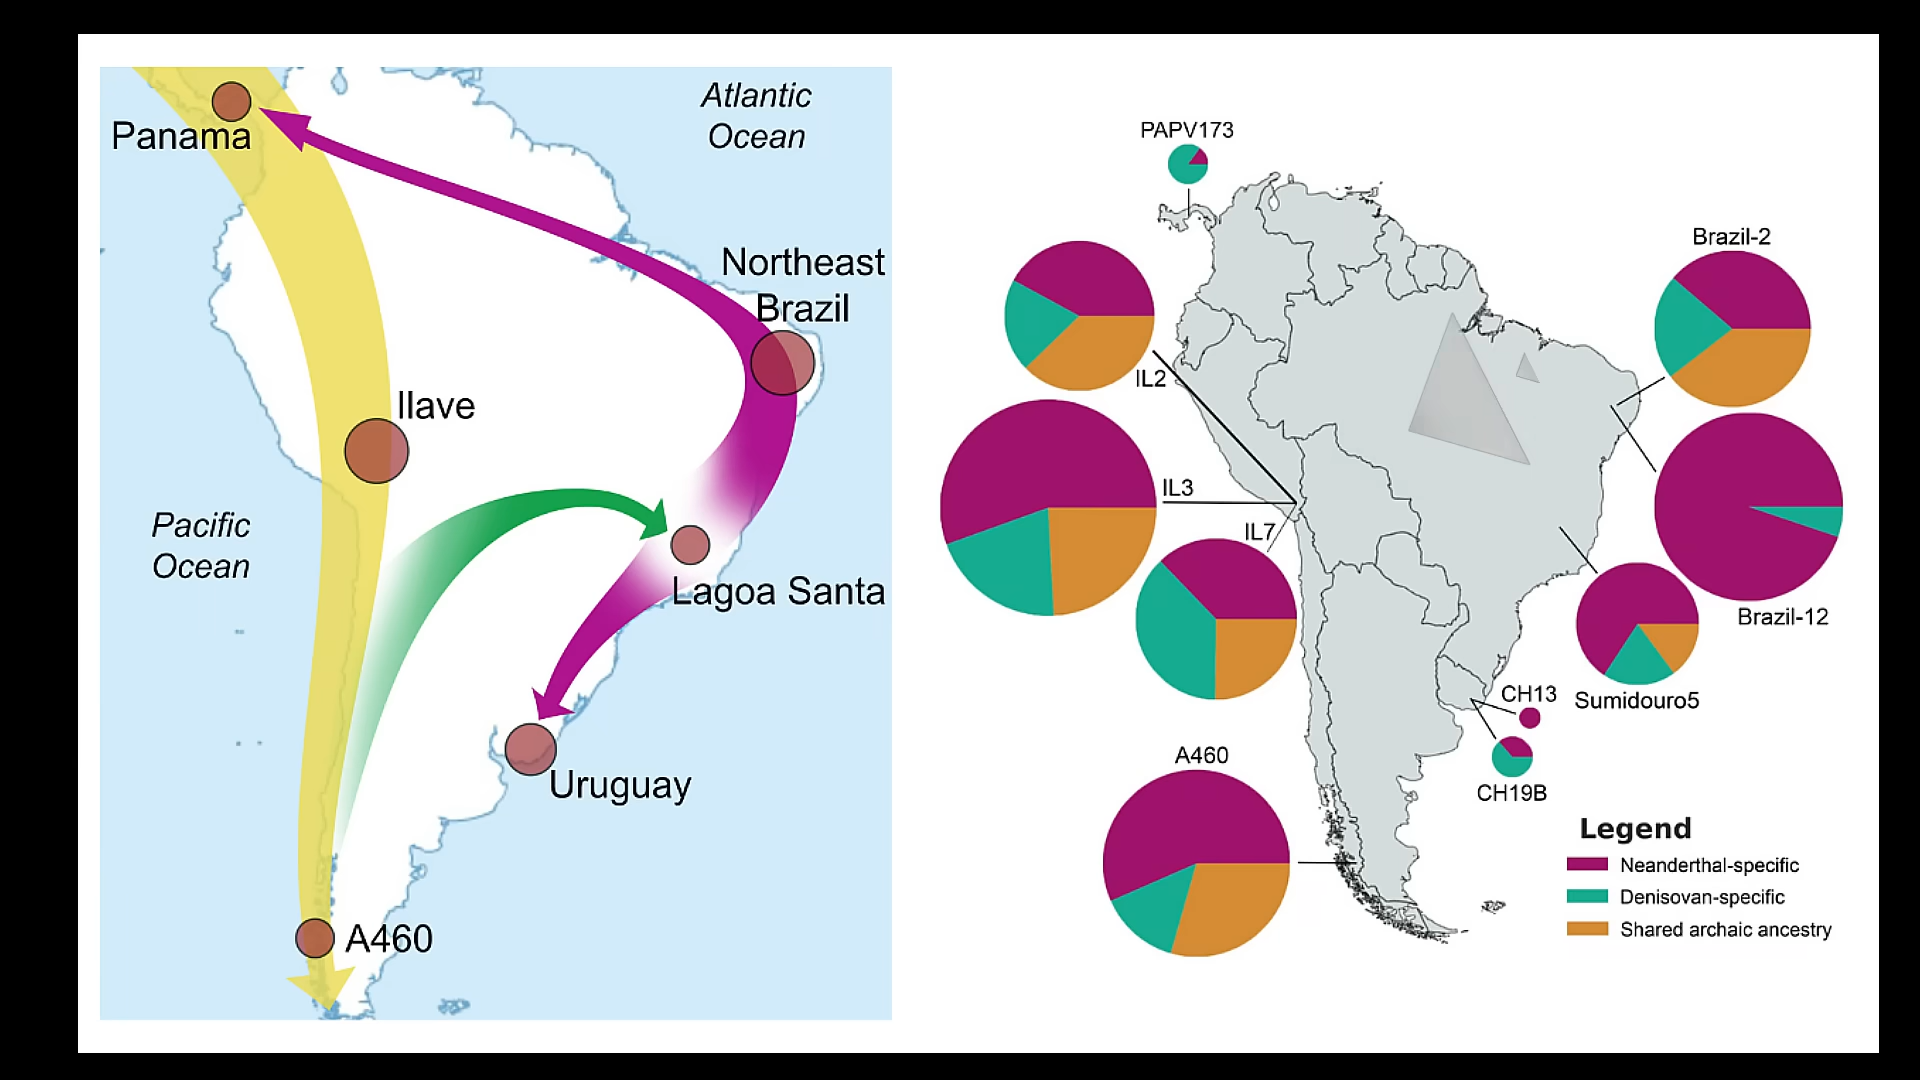 Atlantic
Ocean
Panama
Northeast
Brazil
Ilave
Pacific
Ocean
Lagoa Santa
Uruguay
A460
PAPV173
Brazil-2
IL2
IL3
IL7
Brazil-12
CH13
Sumidouro5
A460
CH19B
Legend
Neanderthal-specific
Denisovan-specific
Shared archaic ancestry